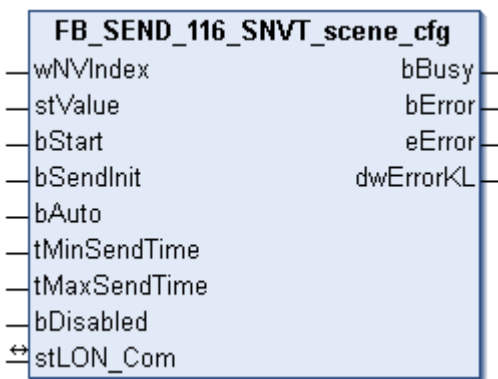 FB_SEND_116_SNVT_scene_cfg
wNVIndex bBusy
stValue bError
bStart eError
bSendInit dwErrorKL
bAuto
tMinSendTime
tMaxSendTime
bDisabled
stLON_Com